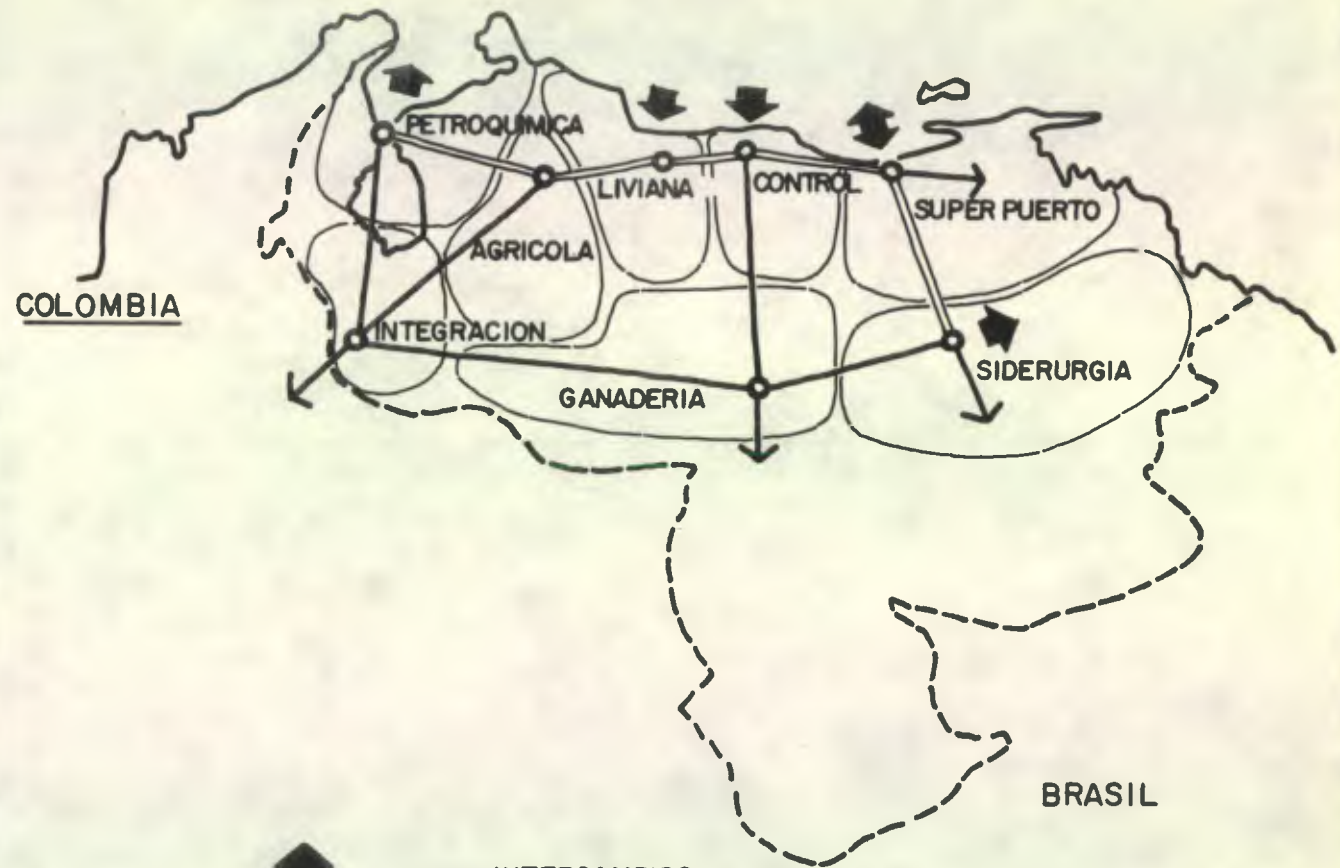 PETROQUIMICA
LIVIANA
CONTROL
SUPER PUERTO
AGRICOLA
COLOMBIA
INTEGRACION
SIDERURGIA
GANADERIA
BRASIL